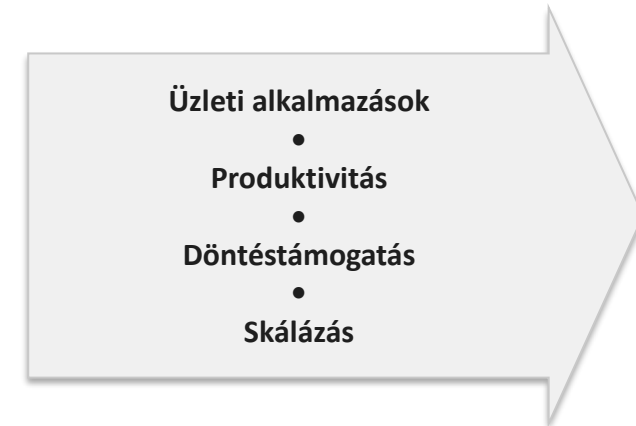 Üzleti alkalmazások
•
Produktivitás
•
Döntéstámogatás
•
Skálázás